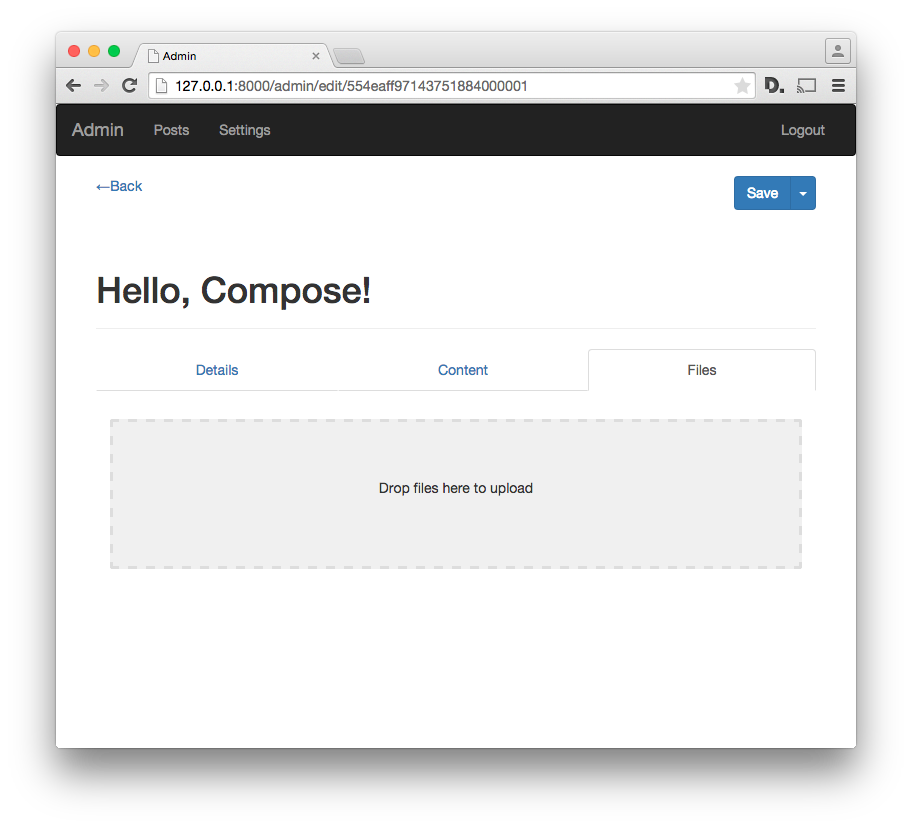 Admin
127.0.0.1:8000/admin/edit/554eaff97143751884000001
D.
Admin Posts Settings Logout
←Back
Save
Hello, Compose!
Details Content Files
Drop files here to upload